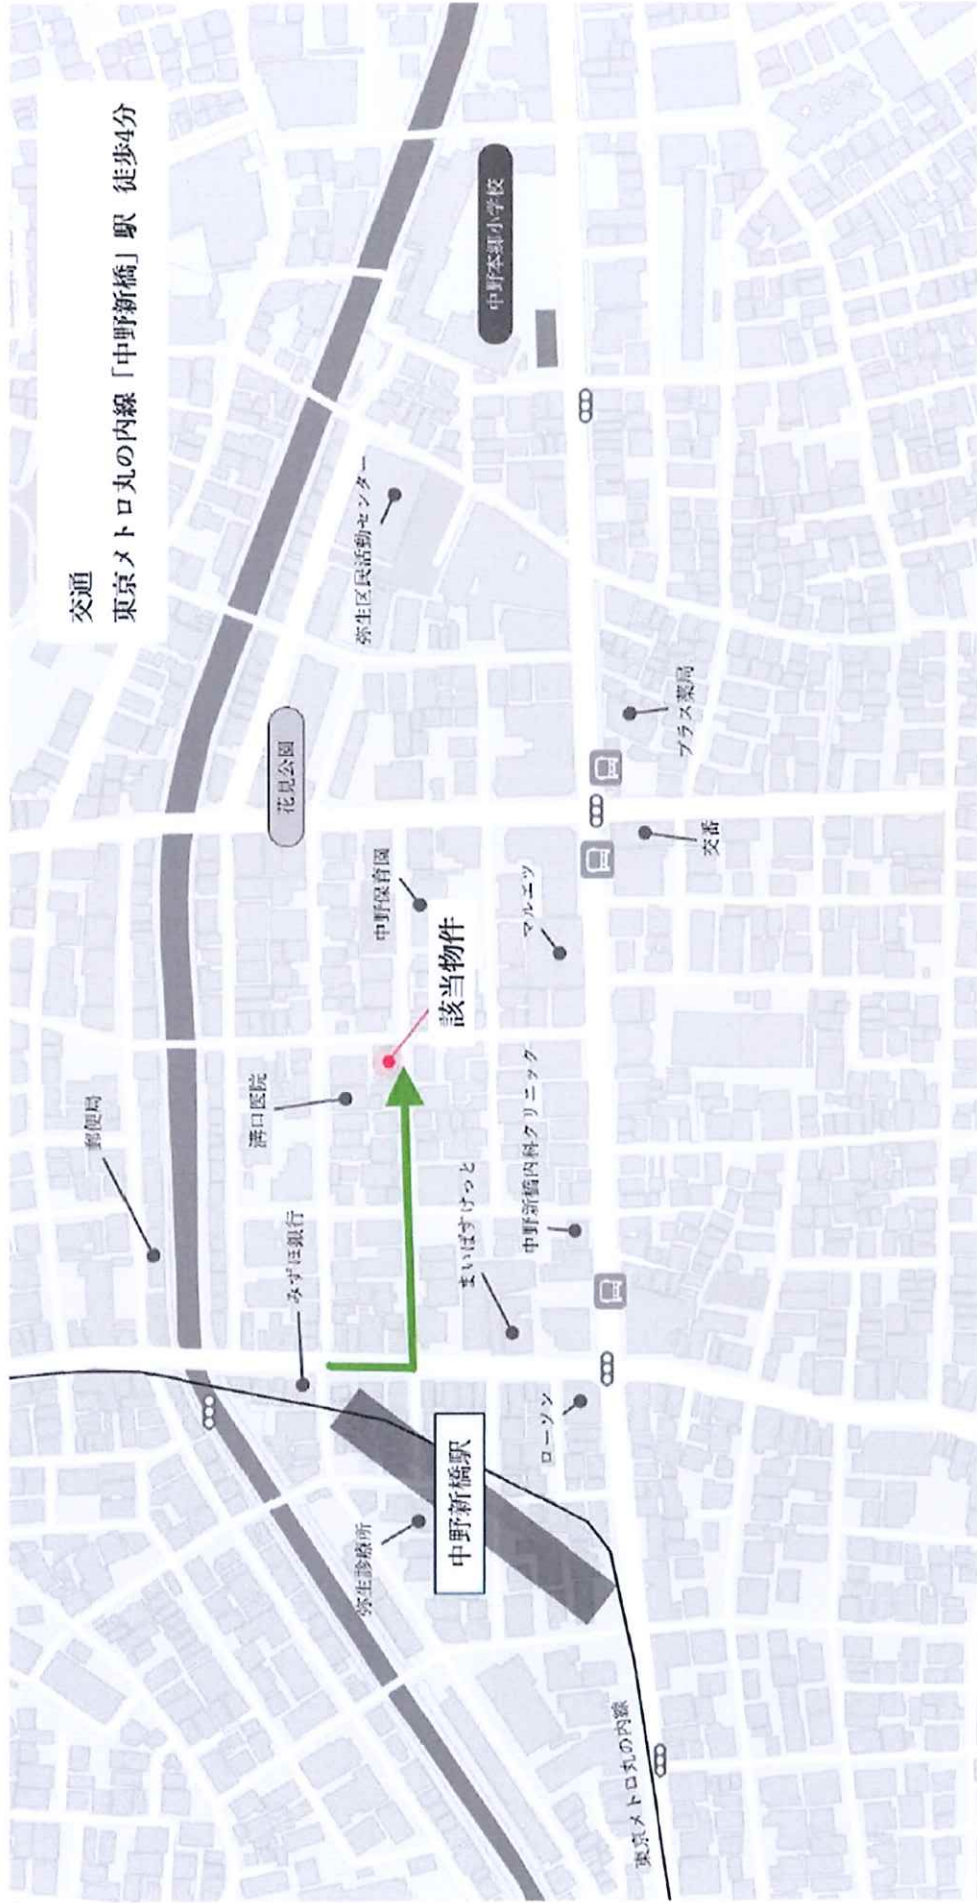 交通
東京メトロ丸の内線「中野新橋」駅 徒歩4分
郵便局
みずほ銀行
溝口医院
花見公園
中野保育園
該当物件
弥生区民活動センター
中野本郷小学校
弥生診療所
中野新橋駅
まいばすけっと
中野新橋内科クリニック
マルエツ
ローソン
交番
プラス薬局
東京メトロ丸の内線